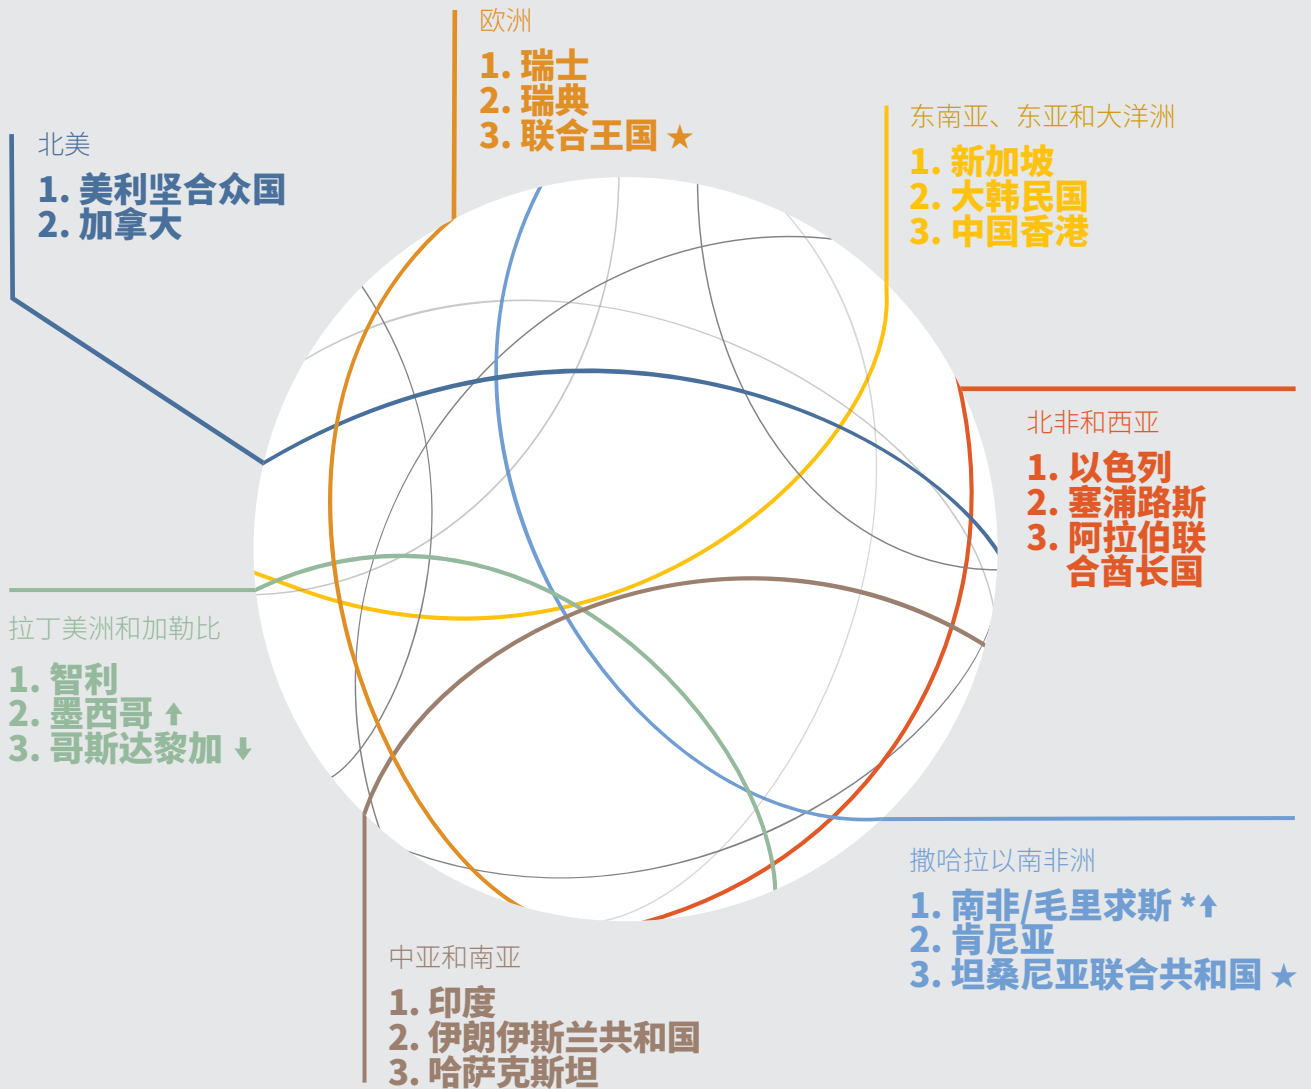 欧洲
1. 瑞士
2. 瑞典
3. 联合王国 ★
北美
1. 美利坚合众国
2. 加拿大
东南亚、东亚和大洋洲
1. 新加坡
2. 大韩民国
3. 中国香港
北非和西亚
1. 以色列
2. 塞浦路斯
3. 阿拉伯联
合酋长国
拉丁美洲和加勒比
1. 智利
2. 墨西哥 ⬆
3. 哥斯达黎加 ⬇
撒哈拉以南非洲
1. 南非/毛里求斯 *⬆
2. 肯尼亚
3. 坦桑尼亚联合共和国 ★
中亚和南亚
1. 印度
2. 伊朗伊斯兰共和国
3. 哈萨克斯坦